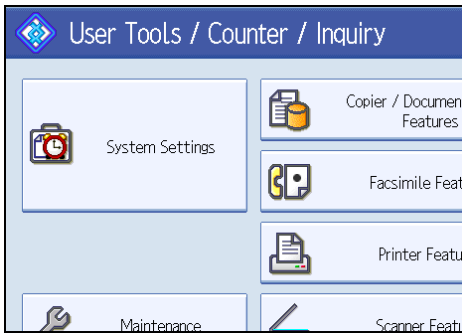 User Tools / Counter / Inquiry
System Settings
Copier / Documen
Features
Facsimile Feat
Printer Featu
Maintenance
Scanner Featu